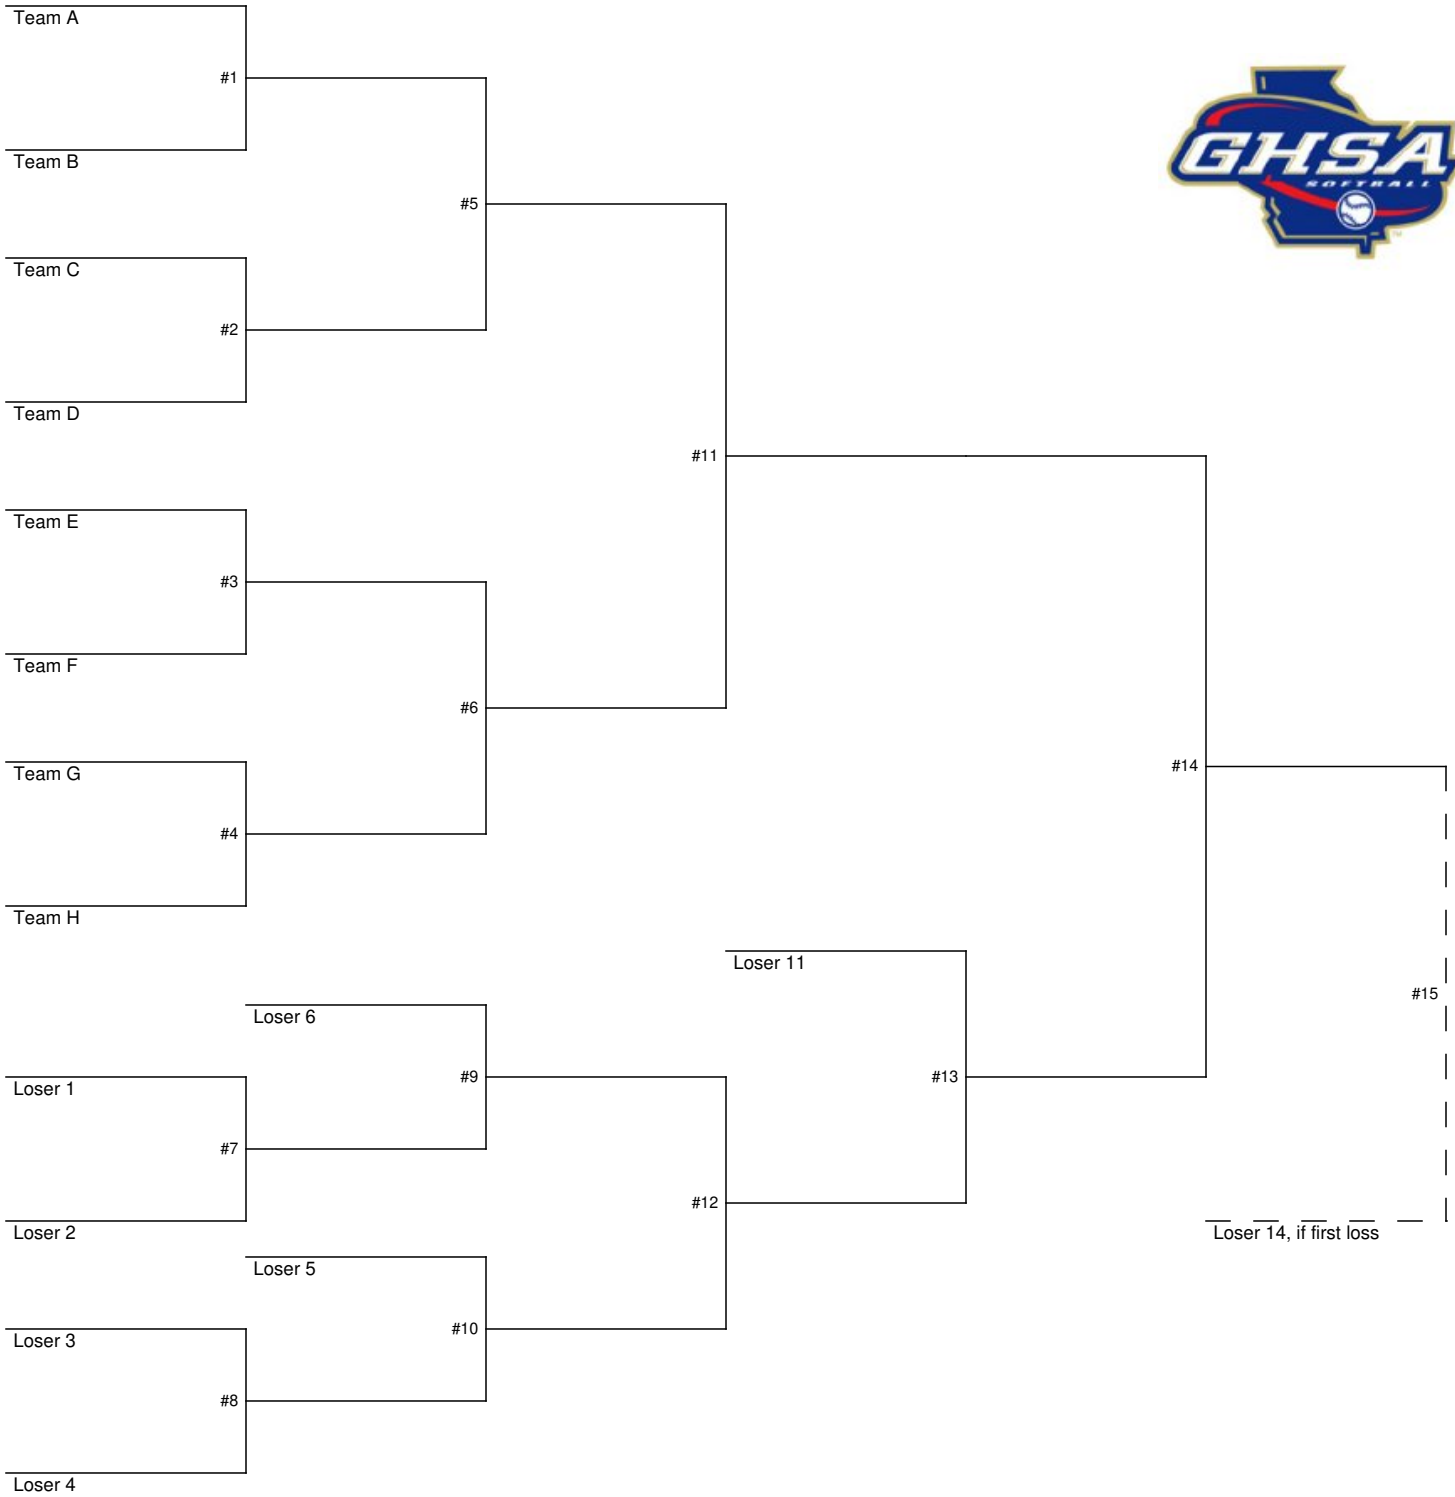 Team A
#1
Team B
GHSA
SOFTBALL
TM
#5
Team C
#2
Team D
#11
Team E
#3
Team F
#6
Team G
#14
#4
Team H
Loser 11
#15
Loser 6
#9
#13
Loser 1
#7
#12
Loser 2
Loser 14, if first loss
Loser 5
#10
Loser 3
#8
Loser 4